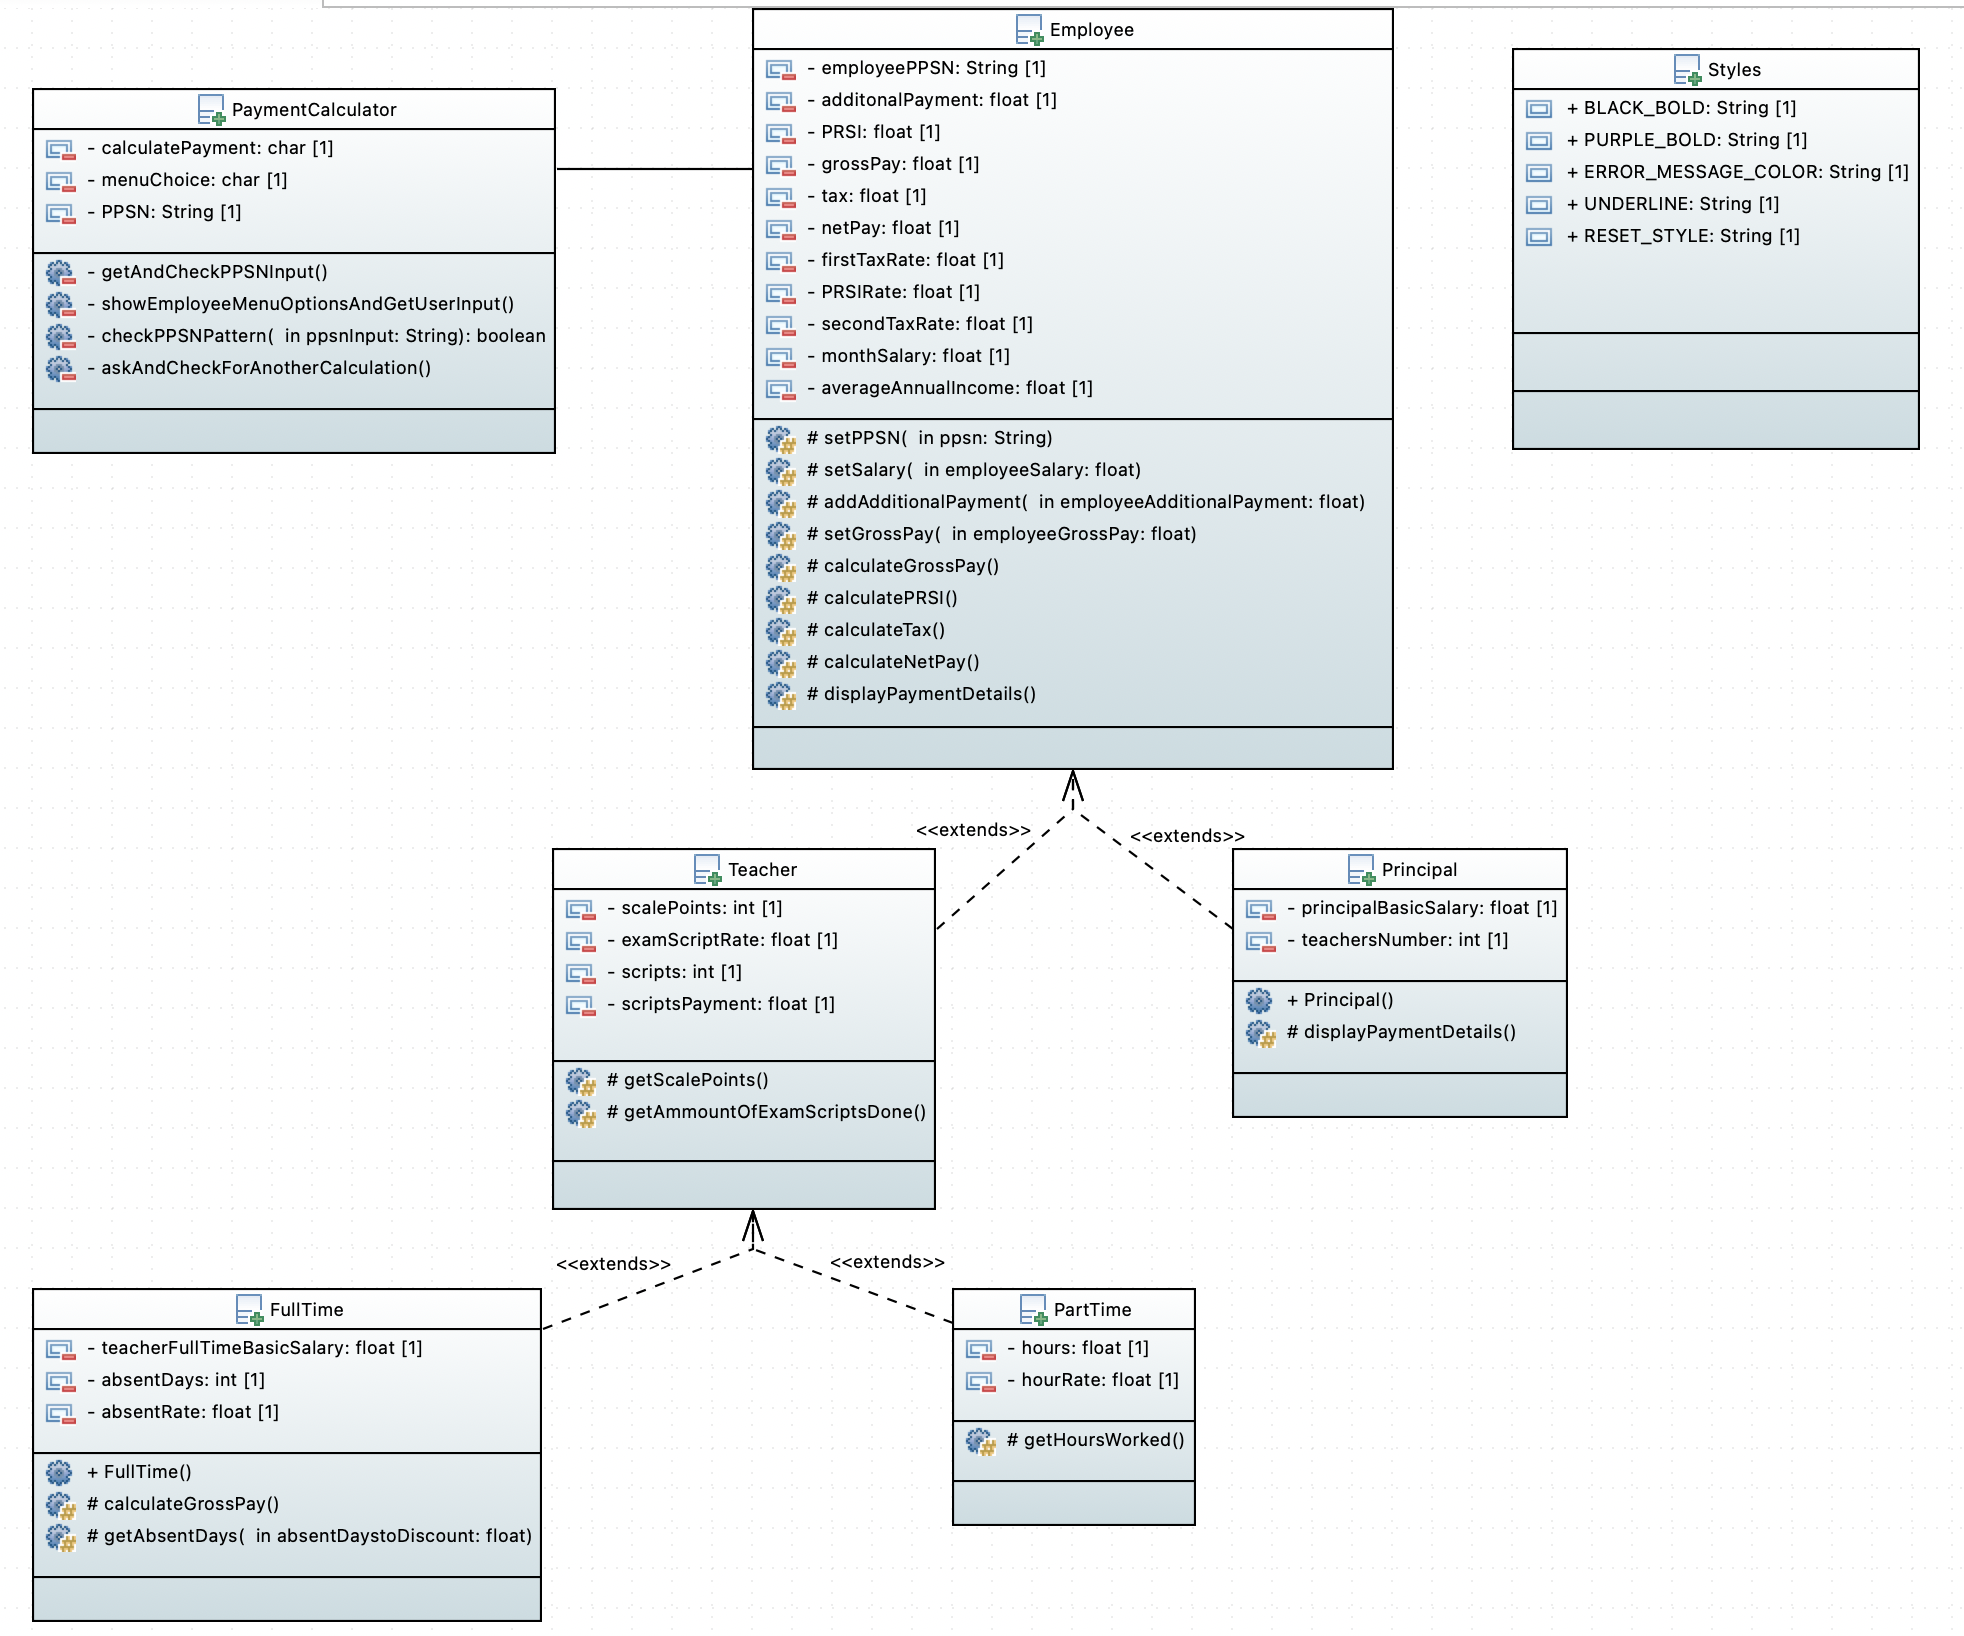 PaymentCalculator
- calculatePayment: char [1]
- menuChoice: char [1]
- PPSN: String [1]
- getAndCheckPPSNInput()
- showEmployeeMenuOptionsAndGetUserInput()
- checkPPSNPattern(  in ppsnInput: String): boolean
- askAndCheckForAnotherCalculation()
Employee
- employeePPSN: String [1]
- additonalPayment: float [1]
- PRSI: float [1]
- grossPay: float [1]
- tax: float [1]
- netPay: float [1]
- firstTaxRate: float [1]
- PRSIRate: float [1]
- secondTaxRate: float [1]
- monthSalary: float [1]
- averageAnnualIncome: float [1]
# setPPSN(  in ppsn: String)
# setSalary(  in employeeSalary: float)
# addAdditionalPayment(  in employeeAdditionalPayment: float)
# setGrossPay(  in employeeGrossPay: float)
# calculateGrossPay()
# calculatePRSI()
# calculateTax()
# calculateNetPay()
# displayPaymentDetails()
Styles
+ BLACK_BOLD: String [1]
+ PURPLE_BOLD: String [1]
+ ERROR_MESSAGE_COLOR: String [1]
+ UNDERLINE: String [1]
+ RESET_STYLE: String [1]
<<extends>>
<<extends>>
Teacher
- scalePoints: int [1]
- examScriptRate: float [1]
- scripts: int [1]
- scriptsPayment: float [1]
# getScalePoints()
# getAmmountOfExamScriptsDone()
Principal
- principalBasicSalary: float [1]
- teachersNumber: int [1]
+ Principal()
# displayPaymentDetails()
<<extends>>
<<extends>>
FullTime
- teacherFullTimeBasicSalary: float [1]
- absentDays: int [1]
- absentRate: float [1]
+ FullTime()
# calculateGrossPay()
# getAbsentDays(  in absentDaystoDiscount: float)
PartTime
- hours: float [1]
- hourRate: float [1]
# getHoursWorked()